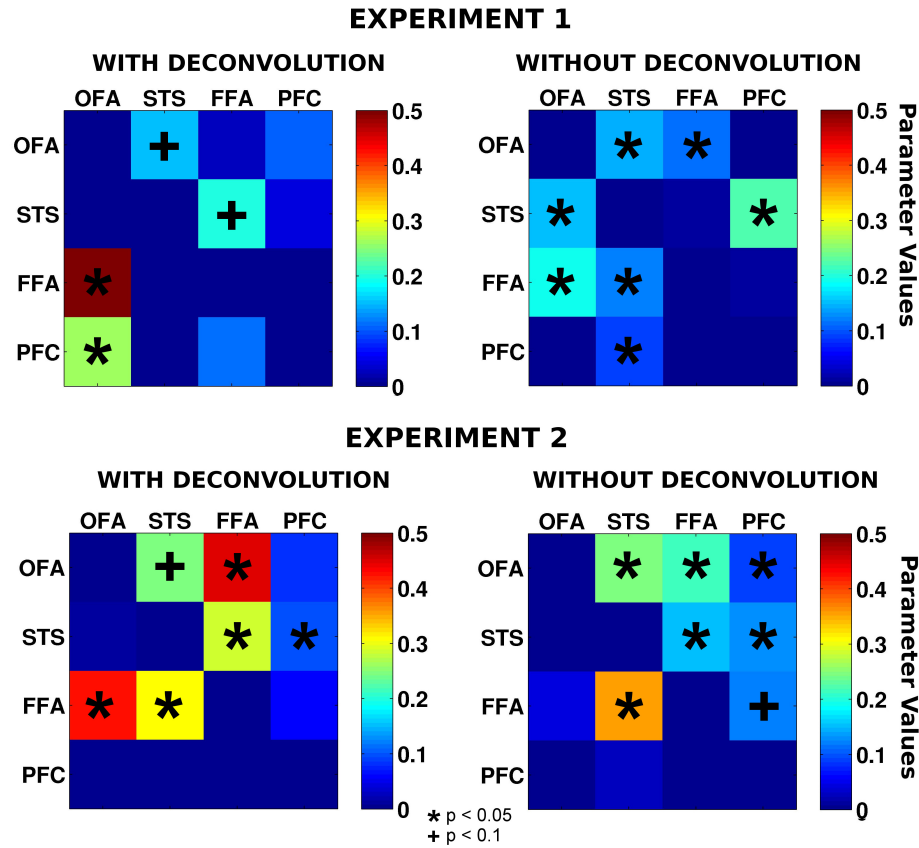 EXPERIMENT 1
WITH DECONVOLUTION
OFA STS FFA PFC
OFA
STS
FFA
PFC
+
+
*
*
0.5
0.4
0.3
0.2
0.1
0
WITHOUT DECONVOLUTION
OFA STS FFA PFC
OFA
STS
FFA
PFC
* *
* *
* *
*
0.5
0.4
0.3
0.2
0.1
0
Parameter Values
EXPERIMENT 2
WITH DECONVOLUTION
OFA STS FFA PFC
OFA
STS
FFA
PFC
+ *
* *
* *
0.5
0.4
0.3
0.2
0.1
0
WITHOUT DECONVOLUTION
OFA STS FFA PFC
OFA
STS
FFA
PFC
* * *
* *
* +
0.5
0.4
0.3
0.2
0.1
0
Parameter Values
* p < 0.05
+ p < 0.1